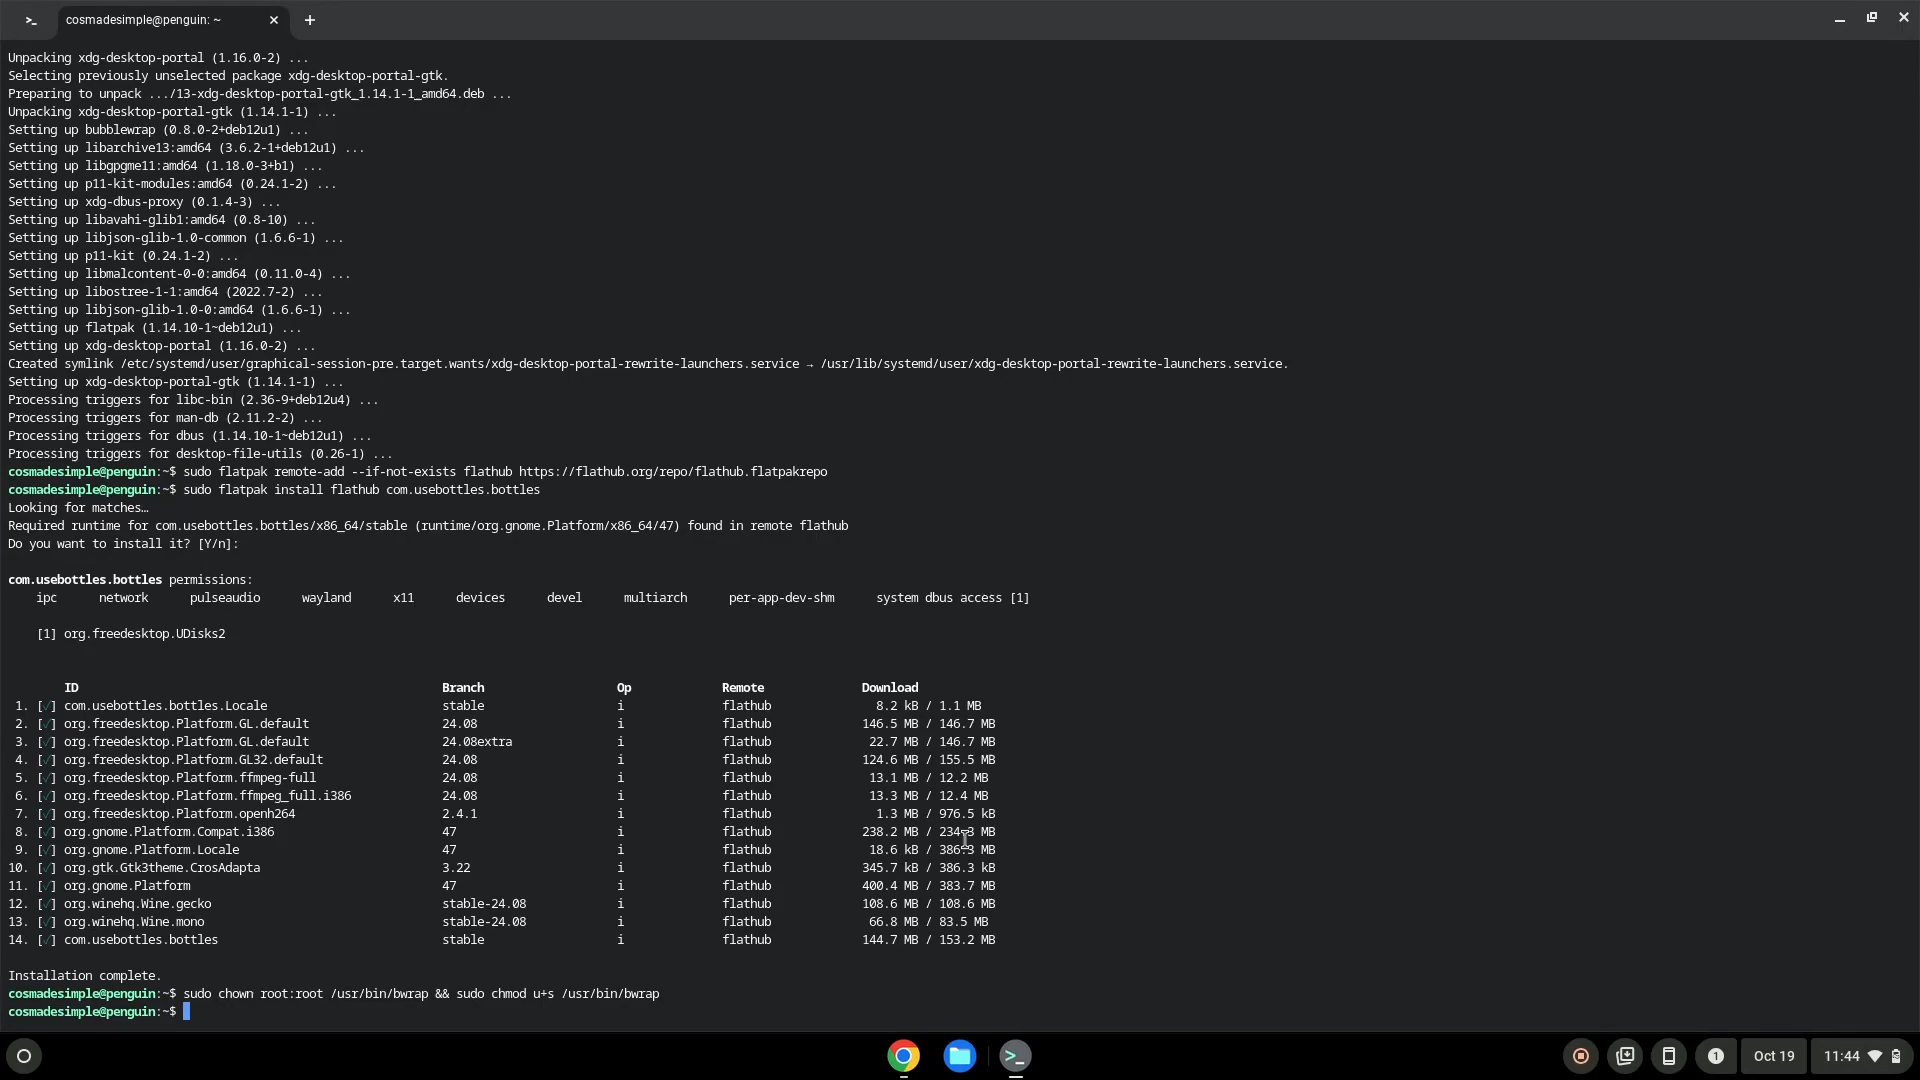 cosmadesimple@penguin: ~
Unpacking xdg-desktop-portal (1.16.0-2) ...
Selecting previously unselected package xdg-desktop-portal-gtk.
Preparing to unpack .../13-xdg-desktop-portal-gtk_1.14.1-1_amd64.deb ...
Unpacking xdg-desktop-portal-gtk (1.14.1-1) ...
Setting up bubblewrap (0.8.0-2+deb12u1) ...
Setting up libarchive13:amd64 (3.6.2-1+deb12u1) ...
Setting up libgpgme11:amd64 (1.18.0-3+b1) ...
Setting up p11-kit-modules:amd64 (0.24.1-2) ...
Setting up xdg-dbus-proxy (0.1.4-3) ...
Setting up libavahi-glib1:amd64 (0.8-10) ...
Setting up libjson-glib-1.0-common (1.6.6-1) ...
Setting up p11-kit (0.24.1-2) ...
Setting up libmalcontent-0-0:amd64 (0.11.0-4) ...
Setting up libostree-1-1:amd64 (2022.7-2) ...
Setting up libjson-glib-1.0-0:amd64 (1.6.6-1) ...
Setting up flatpak (1.14.10-1~deb12u1) ...
Setting up xdg-desktop-portal (1.16.0-2) ...
Created symlink /etc/systemd/user/graphical-session-pre.target.wants/xdg-desktop-portal-rewrite-launchers.service → /usr/lib/systemd/user/xdg-desktop-portal-rewrite-launchers.service.
Setting up xdg-desktop-portal-gtk (1.14.1-1) ...
Processing triggers for libc-bin (2.36-9+deb12u4) ...
Processing triggers for man-db (2.11.2-2) ...
Processing triggers for dbus (1.14.10-1~deb12u1) ...
Processing triggers for desktop-file-utils (0.26-1) ...
cosmadesimple@penguin:~$ sudo flatpak remote-add --if-not-exists flathub https://flathub.org/repo/flathub.flatpakrepo
cosmadesimple@penguin:~$ sudo flatpak install flathub com.usebottles.bottles
Looking for matches…
Required runtime for com.usebottles.bottles/x86_64/stable (runtime/org.gnome.Platform/x86_64/47) found in remote flathub
Do you want to install it? [Y/n]:
com.usebottles.bottles permissions:
ipc network pulseaudio wayland x11 devices devel multiarch per-app-dev-shm system dbus access [1]
[1] org.freedesktop.UDisks2
ID Branch Op Remote Download
1. [✓] com.usebottles.bottles.Locale stable i flathub 8.2 kB / 1.1 MB
2. [✓] org.freedesktop.Platform.GL.default 24.08 i flathub 146.5 MB / 146.7 MB
3. [✓] org.freedesktop.Platform.GL.default 24.08extra i flathub 22.7 MB / 146.7 MB
4. [✓] org.freedesktop.Platform.GL32.default 24.08 i flathub 124.6 MB / 155.5 MB
5. [✓] org.freedesktop.Platform.ffmpeg-full 24.08 i flathub 13.1 MB / 12.2 MB
6. [✓] org.freedesktop.Platform.ffmpeg_full.i386 24.08 i flathub 13.3 MB / 12.4 MB
7. [✓] org.freedesktop.Platform.openh264 2.4.1 i flathub 1.3 MB / 976.5 kB
8. [✓] org.gnome.Platform.Compat.i386 47 i flathub 238.2 MB / 234.3 MB
9. [✓] org.gnome.Platform.Locale 47 i flathub 18.6 kB / 386.3 MB
10. [✓] org.gtk.Gtk3theme.CrosAdapta 3.22 i flathub 345.7 kB / 386.3 kB
11. [✓] org.gnome.Platform 47 i flathub 400.4 MB / 383.7 MB
12. [✓] org.winehq.Wine.gecko stable-24.08 i flathub 108.6 MB / 108.6 MB
13. [✓] org.winehq.Wine.mono stable-24.08 i flathub 66.8 MB / 83.5 MB
14. [✓] com.usebottles.bottles stable i flathub 144.7 MB / 153.2 MB
Installation complete.
cosmadesimple@penguin:~$ sudo chown root:root /usr/bin/bwrap && sudo chmod u+s /usr/bin/bwrap
cosmadesimple@penguin:~$
1 Oct 19 11:44